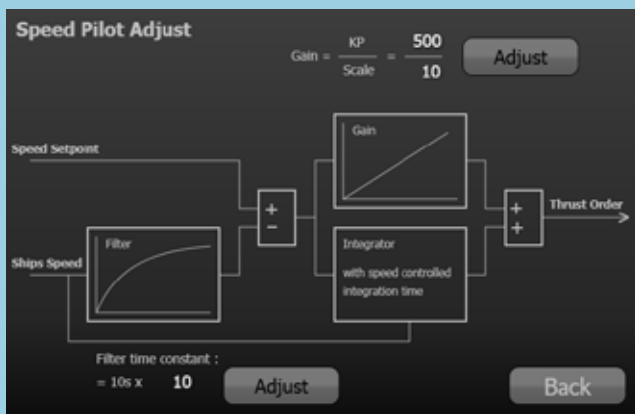 Speed Pilot Adjust
Gain = KP / Scale = 500 / 10
Adjust
Gain
Speed Setpoint
+
−
+
+
Thrust Order
Filter
Integrator
with speed controlled
integration time
Ships Speed
Filter time constant :
= 10s x 10
Adjust
Back